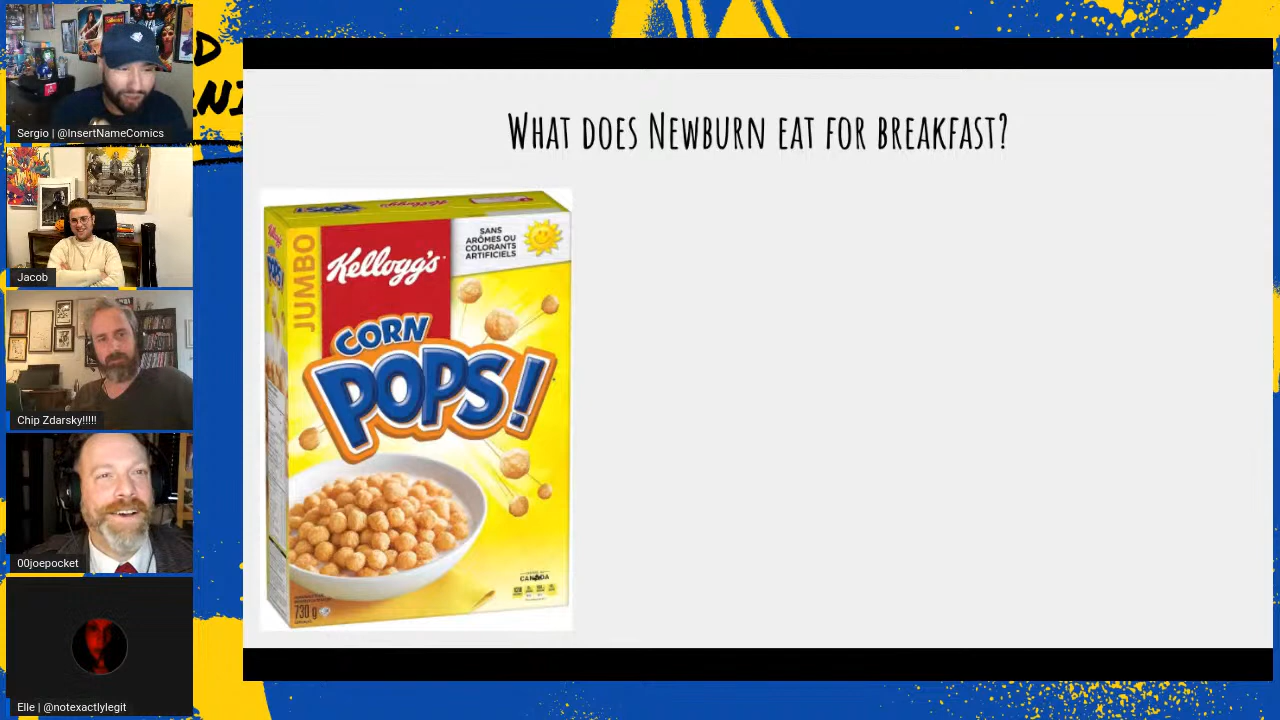 D
Sergio | @InsertNameComics
Jacob
Chip Zdarsky!!!!!
00joepocket
Elle | @notexactlylegit
WHAT DOES NEWBURN EAT FOR BREAKFAST?
JUMBO
Kellogg's
SANS
ARÔMES OU
COLORANTS
ARTIFICIELS
CORN
POPS!
CANADA
730 g